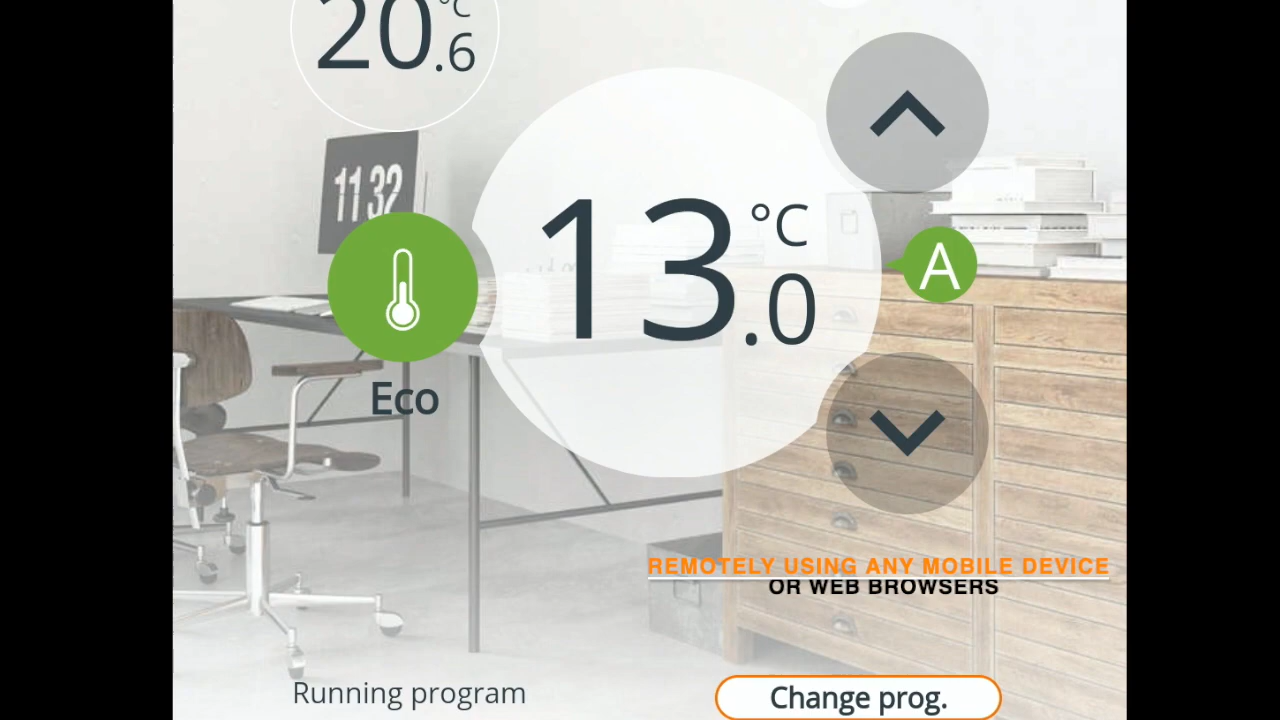 20.6 °C
11 32
13.0 °C
A
Eco
REMOTELY USING ANY MOBILE DEVICE
OR WEB BROWSERS
Running program
Change prog.